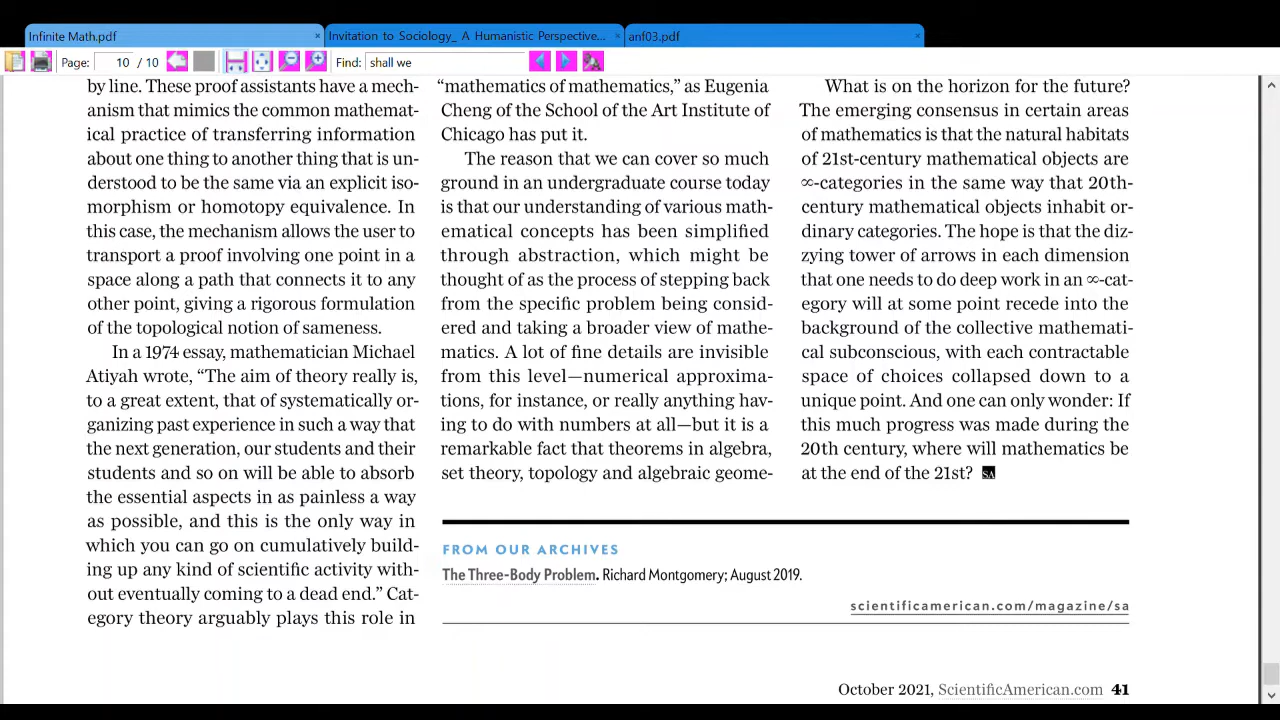 Infinite Math.pdf
Invitation to Sociology_ A Humanistic Perspective...
anf03.pdf
Page: 10 / 10
Find: shall we
by line. These proof assistants have a mech-
anism that mimics the common mathemat-
ical practice of transferring information
about one thing to another thing that is un-
derstood to be the same via an explicit iso-
morphism or homotopy equivalence. In
this case, the mechanism allows the user to
transport a proof involving one point in a
space along a path that connects it to any
other point, giving a rigorous formulation
of the topological notion of sameness.
In a 1974 essay, mathematician Michael
Atiyah wrote, “The aim of theory really is,
to a great extent, that of systematically or-
ganizing past experience in such a way that
the next generation, our students and their
students and so on will be able to absorb
the essential aspects in as painless a way
as possible, and this is the only way in
which you can go on cumulatively build-
ing up any kind of scientific activity with-
out eventually coming to a dead end.” Cat-
egory theory arguably plays this role in
“mathematics of mathematics,” as Eugenia
Cheng of the School of the Art Institute of
Chicago has put it.
The reason that we can cover so much
ground in an undergraduate course today
is that our understanding of various math-
ematical concepts has been simplified
through abstraction, which might be
thought of as the process of stepping back
from the specific problem being consid-
ered and taking a broader view of mathe-
matics. A lot of fine details are invisible
from this level—numerical approxima-
tions, for instance, or really anything hav-
ing to do with numbers at all—but it is a
remarkable fact that theorems in algebra,
set theory, topology and algebraic geome-
What is on the horizon for the future?
The emerging consensus in certain areas
of mathematics is that the natural habitats
of 21st-century mathematical objects are
∞-categories in the same way that 20th-
century mathematical objects inhabit or-
dinary categories. The hope is that the diz-
zying tower of arrows in each dimension
that one needs to do deep work in an ∞-cat-
egory will at some point recede into the
background of the collective mathemati-
cal subconscious, with each contractable
space of choices collapsed down to a
unique point. And one can only wonder: If
this much progress was made during the
20th century, where will mathematics be
at the end of the 21st? SA
FROM OUR ARCHIVES
The Three-Body Problem. Richard Montgomery; August 2019.
scientificamerican.com/magazine/sa
October 2021, ScientificAmerican.com 41